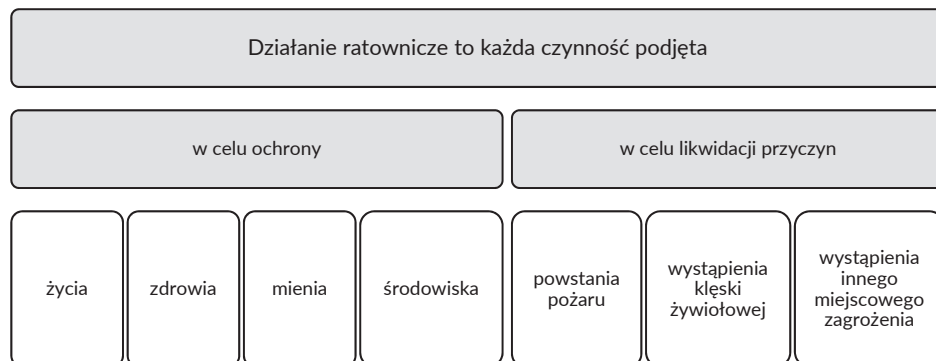 Działanie ratownicze to każda czynność podjęta
w celu ochrony
w celu likwidacji przyczyn
życia
zdrowia
mienia
środowiska
powstania
pożaru
wystąpienia
klęski
żywiołowej
wystąpienia
innego
miejscowego
zagrożenia